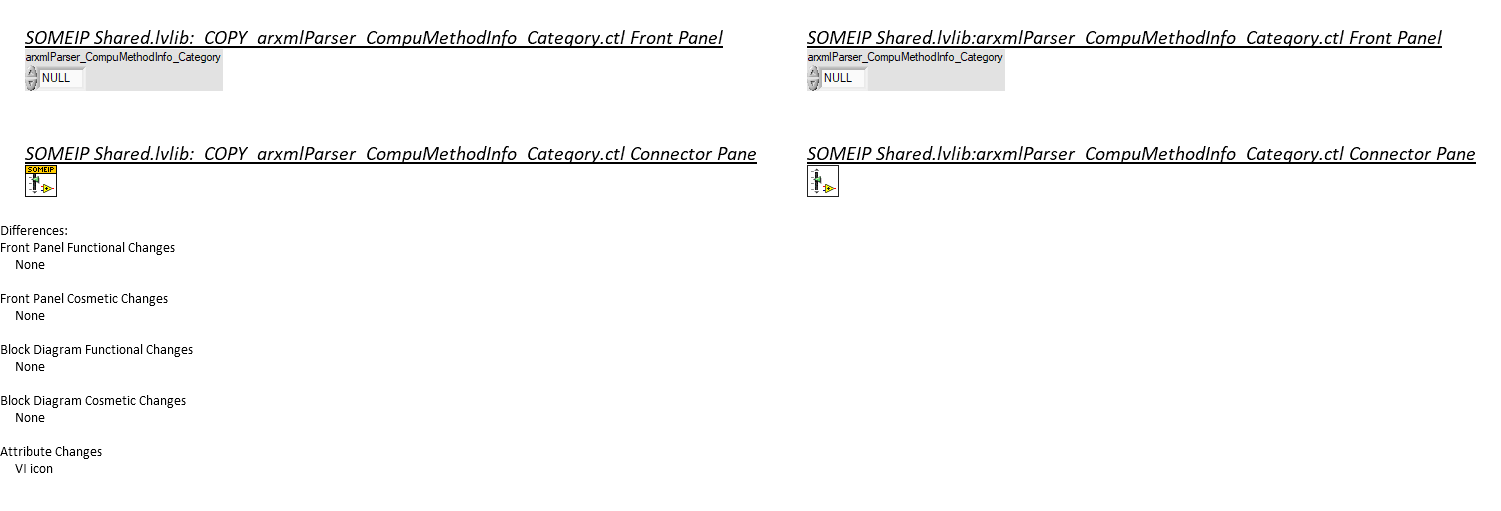 SOMEIP Shared.lvlib:_COPY_arxmlParser_CompuMethodInfo_Category.ctl Front Panel
arxmlParser_CompuMethodInfo_Category
NULL
SOMEIP Shared.lvlib:arxmlParser_CompuMethodInfo_Category.ctl Front Panel
arxmlParser_CompuMethodInfo_Category
NULL
SOMEIP Shared.lvlib:_COPY_arxmlParser_CompuMethodInfo_Category.ctl Connector Pane
SOMEIP
SOMEIP Shared.lvlib:arxmlParser_CompuMethodInfo_Category.ctl Connector Pane
Differences:
Front Panel Functional Changes
None
Front Panel Cosmetic Changes
None
Block Diagram Functional Changes
None
Block Diagram Cosmetic Changes
None
Attribute Changes
VI icon